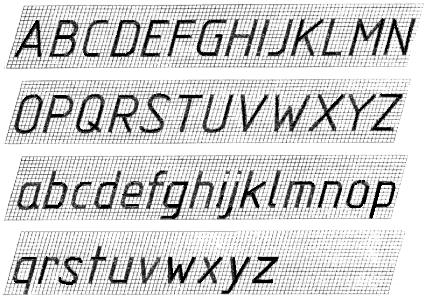 ABCDEFGHIJKLMN
OPQRSTUVWXYZ
abcdefghijklmnop
qrstuvwxyz